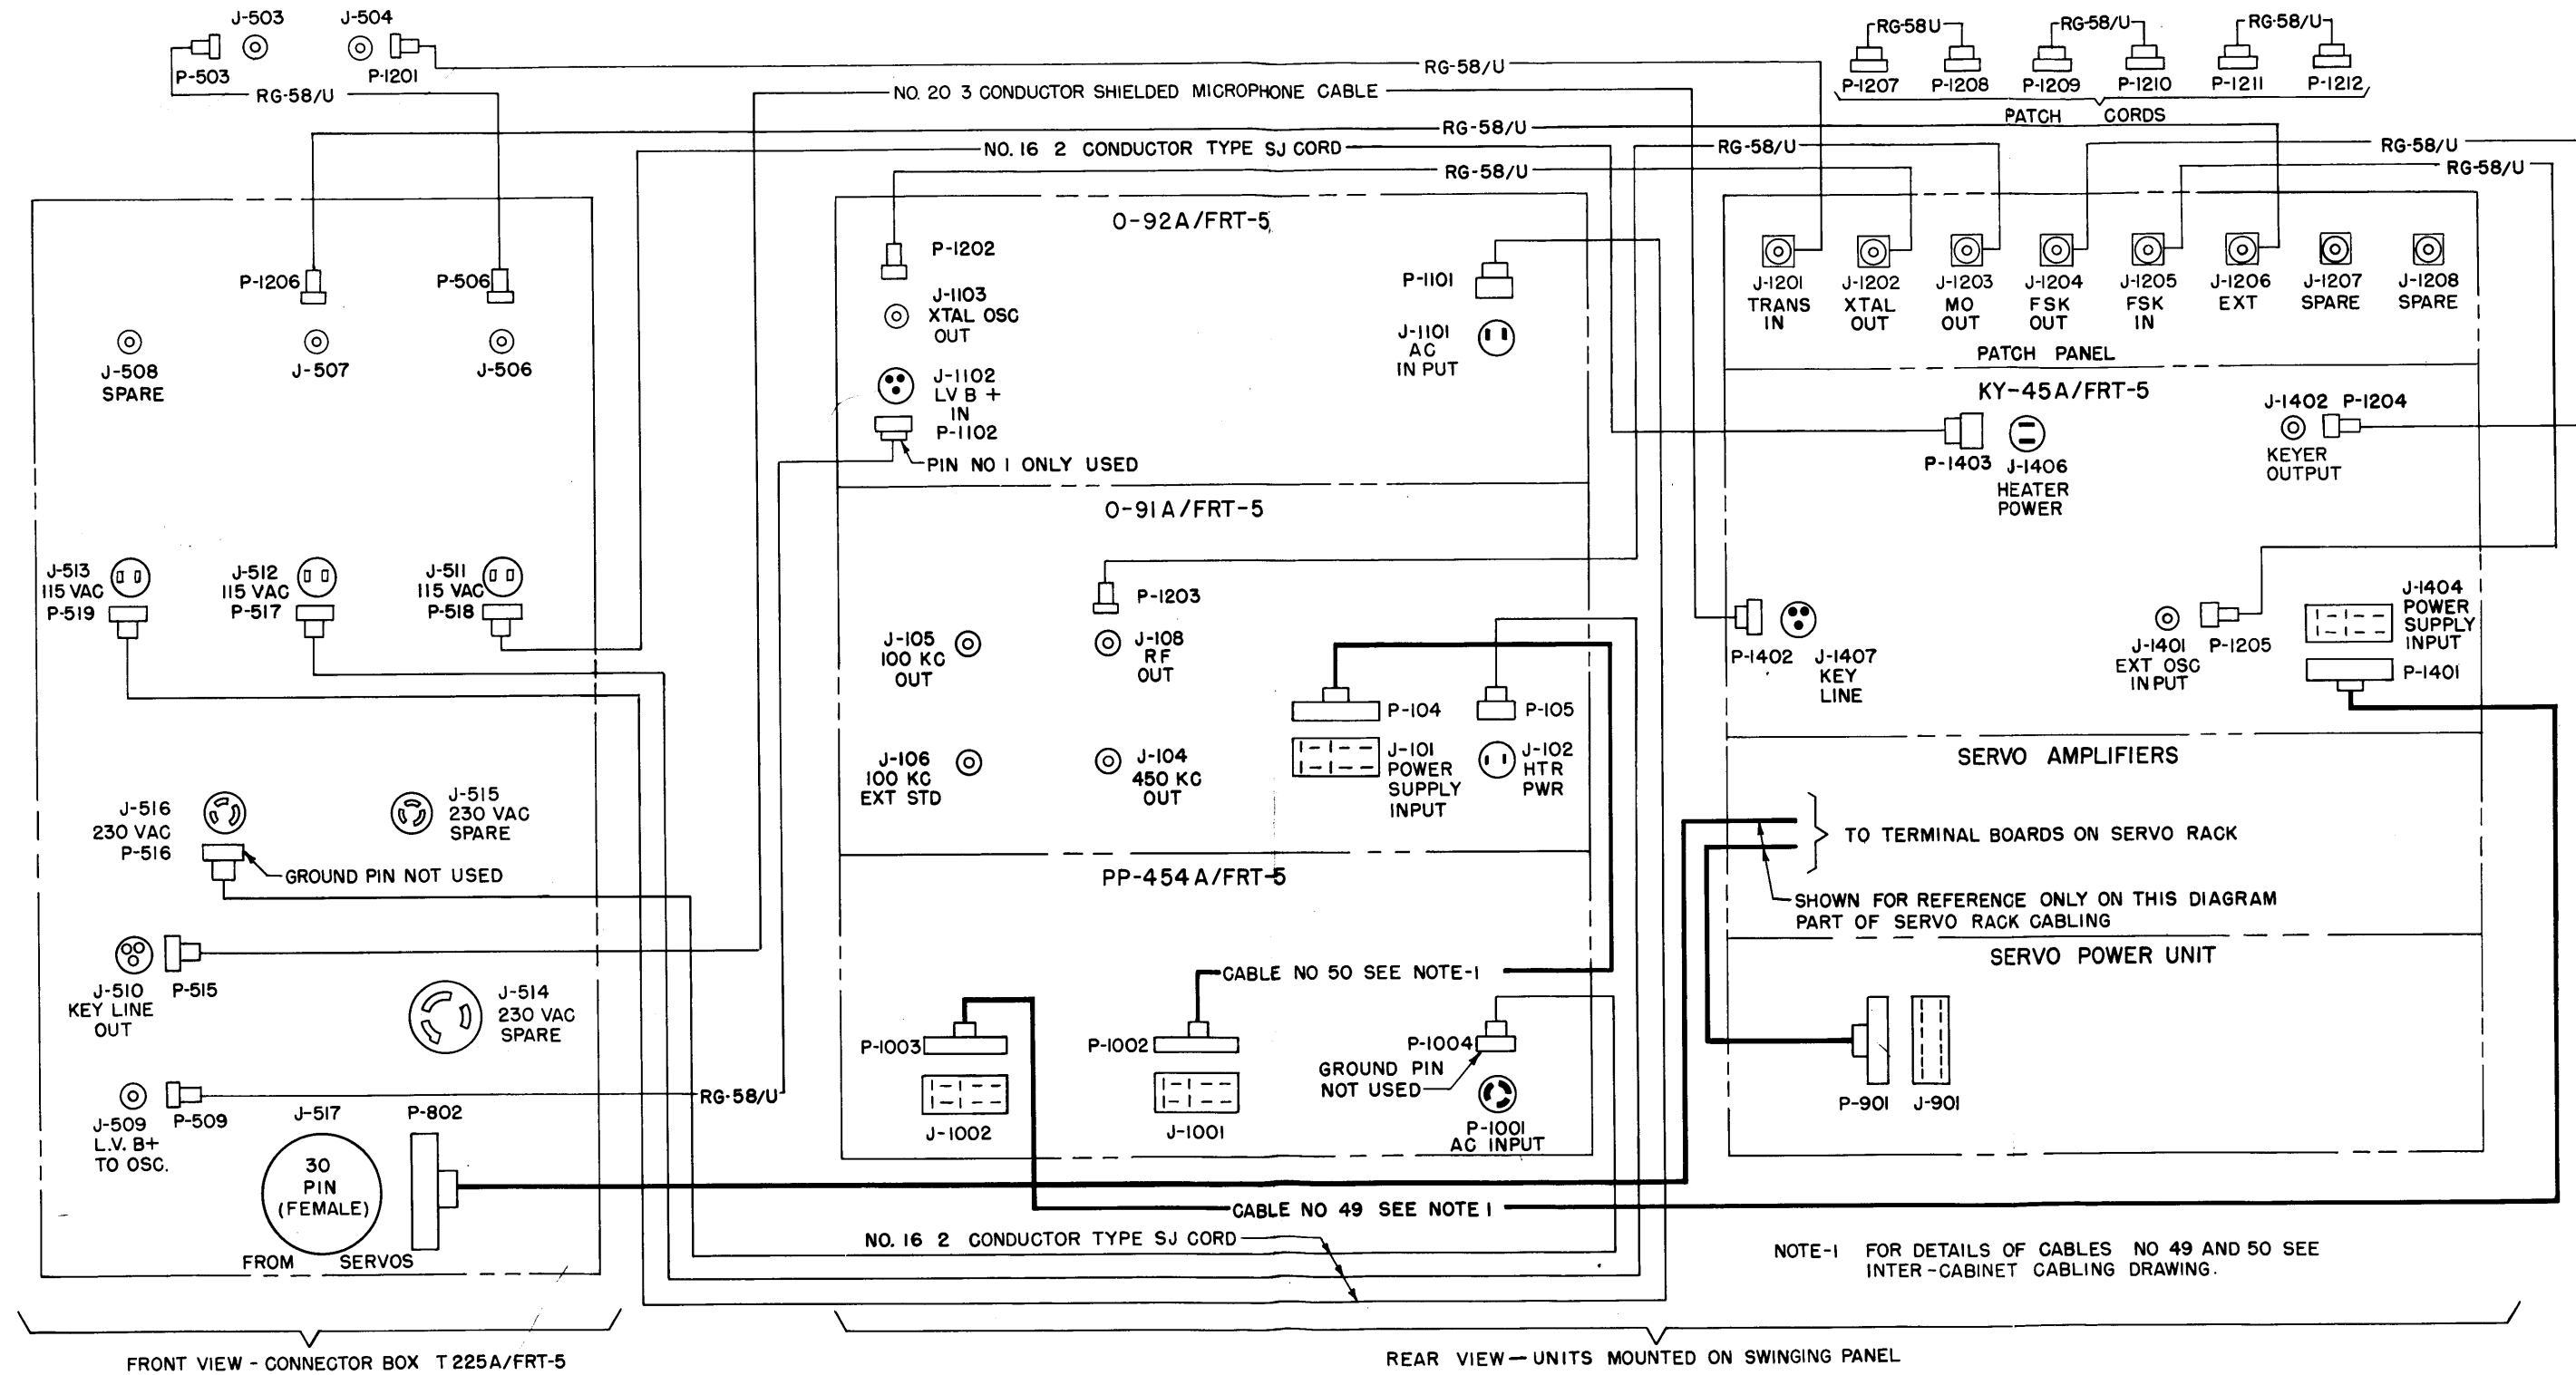 J-503
J-504
P-503
P-1201
RG-58/U
RG-58/U
NO. 20 3 CONDUCTOR SHIELDED MICROPHONE CABLE
RG-58/U
NO. 16 2 CONDUCTOR TYPE SJ CORD
RG-58/U
RG-58/U
RG-58U
RG-58/U
RG-58/U
P-1207
P-1208
P-1209
P-1210
P-1211
P-1212
PATCH CORDS
RG-58/U
RG-58/U
P-1206
P-506
J-508
SPARE
J-507
J-506
J-513
115 VAC
P-519
J-512
115 VAC
P-517
J-511
115 VAC
P-518
J-516
230 VAC
P-516
J-515
230 VAC
SPARE
GROUND PIN NOT USED
J-510
KEY LINE
OUT
P-515
J-514
230 VAC
SPARE
J-509
L.V. B+
TO OSC.
P-509
RG-58/U
J-517
P-802
30
PIN
(FEMALE)
FROM SERVOS
FRONT VIEW - CONNECTOR BOX T225A/FRT-5
O-92A/FRT-5
P-1202
J-1103
XTAL OSC
OUT
J-1102
LV B +
IN
P-1102
PIN NO 1 ONLY USED
P-1101
J-1101
AC
INPUT
O-91A/FRT-5
P-1203
J-105
100 KC
OUT
J-108
RF
OUT
P-104
P-105
J-106
100 KC
EXT STD
J-104
450 KC
OUT
J-101
POWER
SUPPLY
INPUT
J-102
HTR
PWR
PP-454A/FRT-5
CABLE NO 50 SEE NOTE-1
P-1003
P-1002
P-1004
GROUND PIN
NOT USED
J-1002
J-1001
P-1001
AC INPUT
CABLE NO 49 SEE NOTE 1
NO. 16 2 CONDUCTOR TYPE SJ CORD
J-1201
TRANS
IN
J-1202
XTAL
OUT
J-1203
MO
OUT
J-1204
FSK
OUT
J-1205
FSK
IN
J-1206
EXT
J-1207
SPARE
J-1208
SPARE
PATCH PANEL
KY-45A/FRT-5
P-1403
J-1406
HEATER
POWER
J-1402
P-1204
KEYER
OUTPUT
P-1402
J-1407
KEY
LINE
J-1401
EXT OSC
INPUT
P-1205
J-1404
POWER
SUPPLY
INPUT
P-1401
SERVO AMPLIFIERS
TO TERMINAL BOARDS ON SERVO RACK
SHOWN FOR REFERENCE ONLY ON THIS DIAGRAM
PART OF SERVO RACK CABLING
SERVO POWER UNIT
P-901
J-901
NOTE-1 FOR DETAILS OF CABLES NO 49 AND 50 SEE
INTER-CABINET CABLING DRAWING.
REAR VIEW — UNITS MOUNTED ON SWINGING PANEL